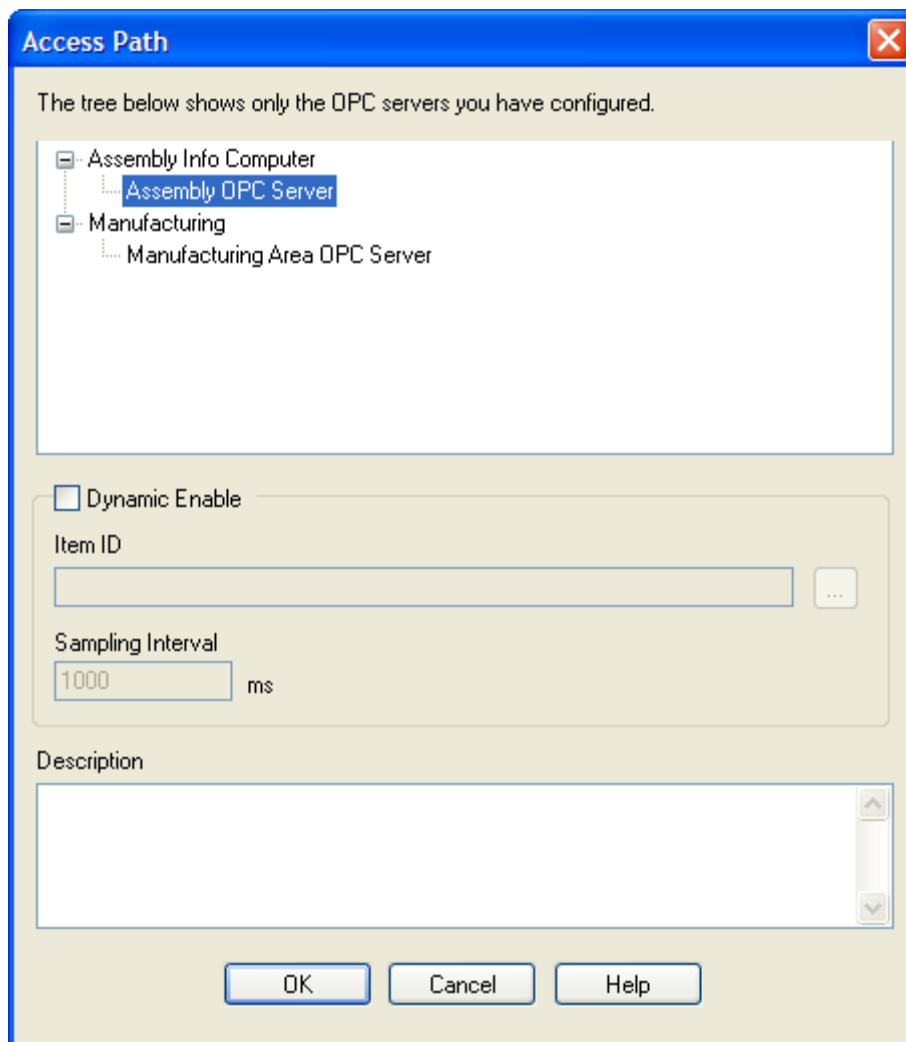 Access Path
The tree below shows only the OPC servers you have configured.
Assembly Info Computer
Assembly OPC Server
Manufacturing
Manufacturing Area OPC Server
Dynamic Enable
Item ID
...
Sampling Interval
1000 ms
Description
OK Cancel Help